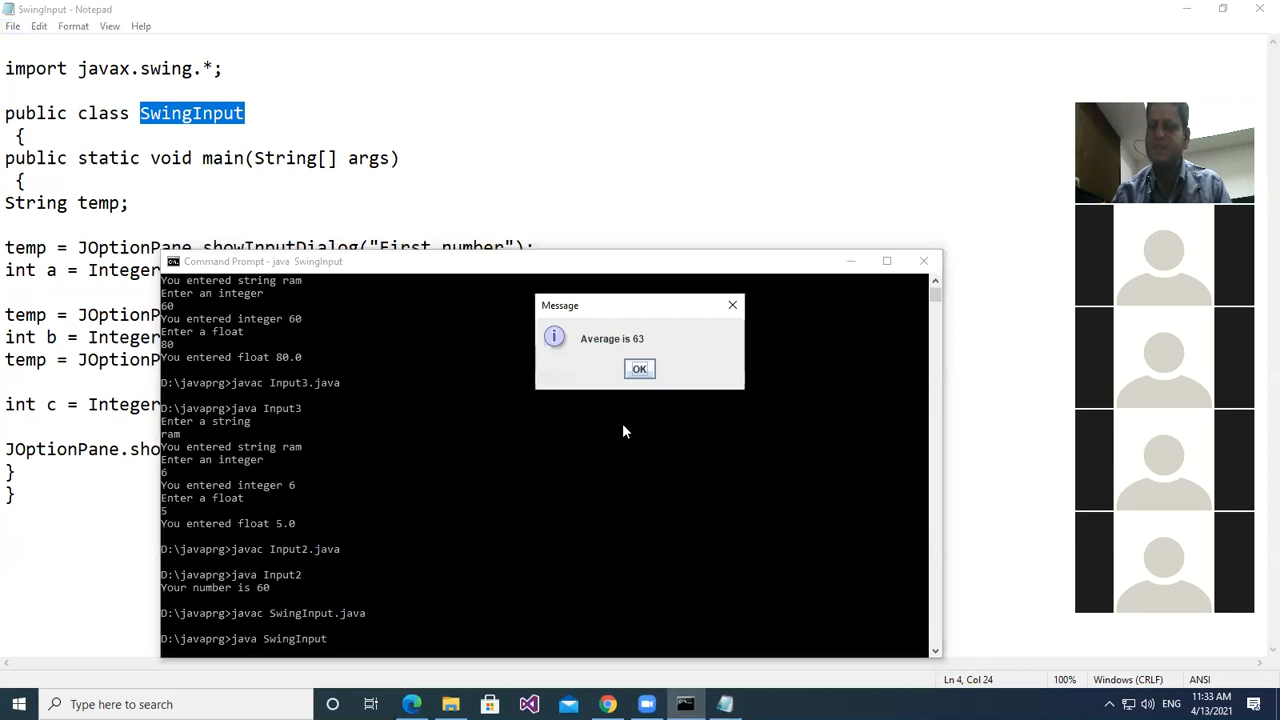 SwingInput - Notepad
File Edit Format View Help
import javax.swing.*;
public class SwingInput
{
public static void main(String[] args)
{
String temp;
temp = JOptionPane.showInputDialog("First number");
int a = Integer
temp = JOptionP
int b = Integer
temp = JOptionP
int c = Integer
JOptionPane.sho
}
}
Command Prompt - java SwingInput
You entered string ram
Enter an integer
60
You entered integer 60
Enter a float
80
You entered float 80.0
D:\javaprg>javac Input3.java
D:\javaprg>java Input3
Enter a string
ram
You entered string ram
Enter an integer
6
You entered integer 6
Enter a float
5
You entered float 5.0
D:\javaprg>javac Input2.java
D:\javaprg>java Input2
Your number is 60
D:\javaprg>javac SwingInput.java
D:\javaprg>java SwingInput
Message
Average is 63
OK
Ln 4, Col 24 100% Windows (CRLF) ANSI
Type here to search
ENG
11:33 AM
4/13/2021